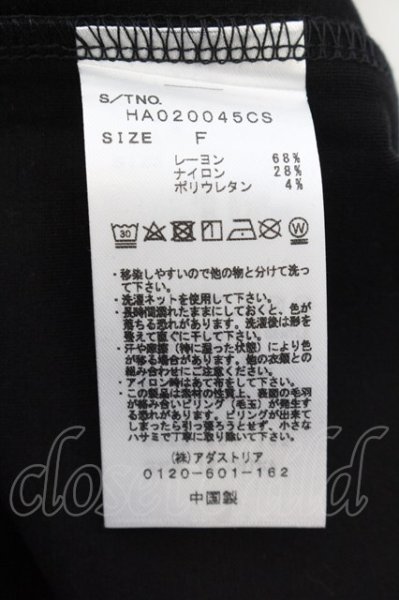 S/TNO.
HA020045CS
SIZE F
レーヨン 68%
ナイロン 28%
ポリウレタン 4%
30
W
・移染しやすいので他の物と分けて洗っ
て下さい。
・洗濯ネットを使用して下さい。
・長時間濡れたままにしておくと、色が
落ちる恐れがあります。洗濯後は形を
整えて直ぐに干して下さい。
・汗や摩擦（特に湿った状態）により色
が移る場合があります。他の衣類との
組み合わせにご注意下さい。
・アイロン時はあて布をして下さい。
・この製品は素材の性質上、表面の毛羽
が絡み合いピリング（毛玉）が発生す
る恐れがあります。ピリングが出来て
しまったら引っ張ろうとせず、小さな
ハサミで丁寧に取り除いて下さい。
（株）アダストリア
0120-601-162
中国製
closet child